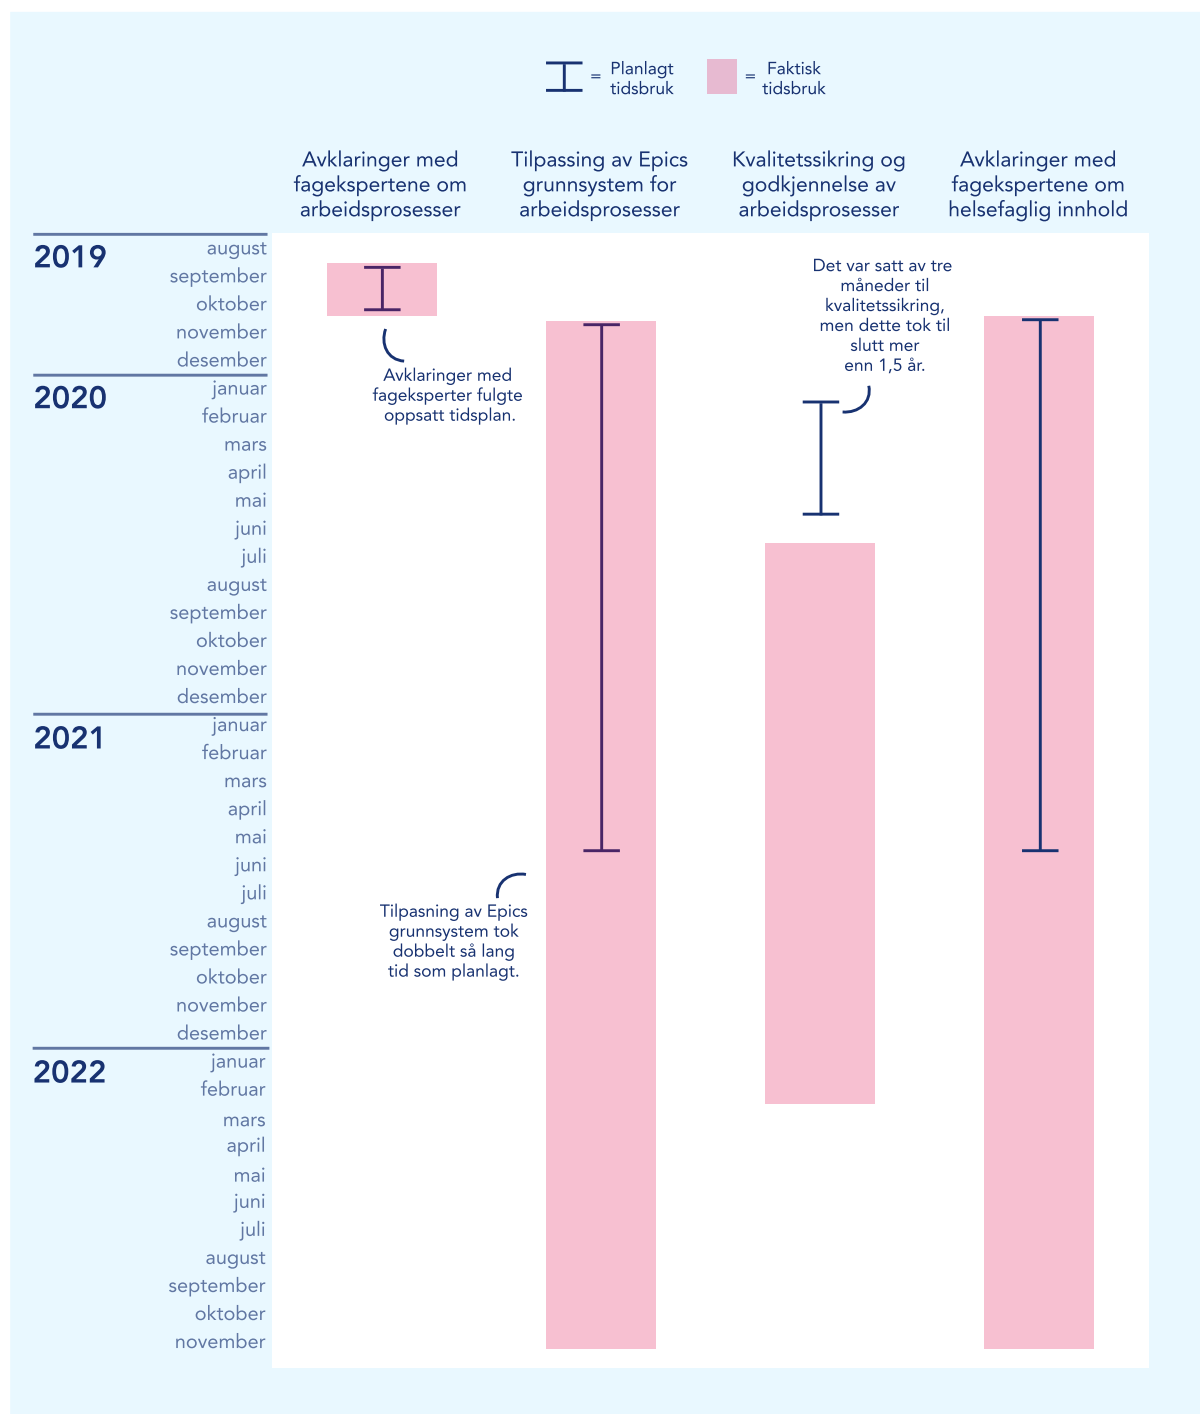 = Planlagt
tidsbruk
= Faktisk
tidsbruk
Avklaringer med
fagekspertene om
arbeidsprosesser
Tilpassing av Epics
grunnsystem for
arbeidsprosesser
Kvalitetssikring og
godkjennelse av
arbeidsprosesser
Avklaringer med
fagekspertene om
helsefaglig innhold
2019
august
september
oktober
november
desember
2020
januar
februar
mars
april
mai
juni
juli
august
september
oktober
november
desember
2021
januar
februar
mars
april
mai
juni
juli
august
september
oktober
november
desember
2022
januar
februar
mars
april
mai
juni
juli
august
september
oktober
november
Avklaringer med
fageksperter fulgte
oppsatt tidsplan.
Det var satt av tre
måneder til
kvalitetssikring,
men dette tok til
slutt mer
enn 1,5 år.
Tilpasning av Epics
grunnsystem tok
dobbelt så lang
tid som planlagt.